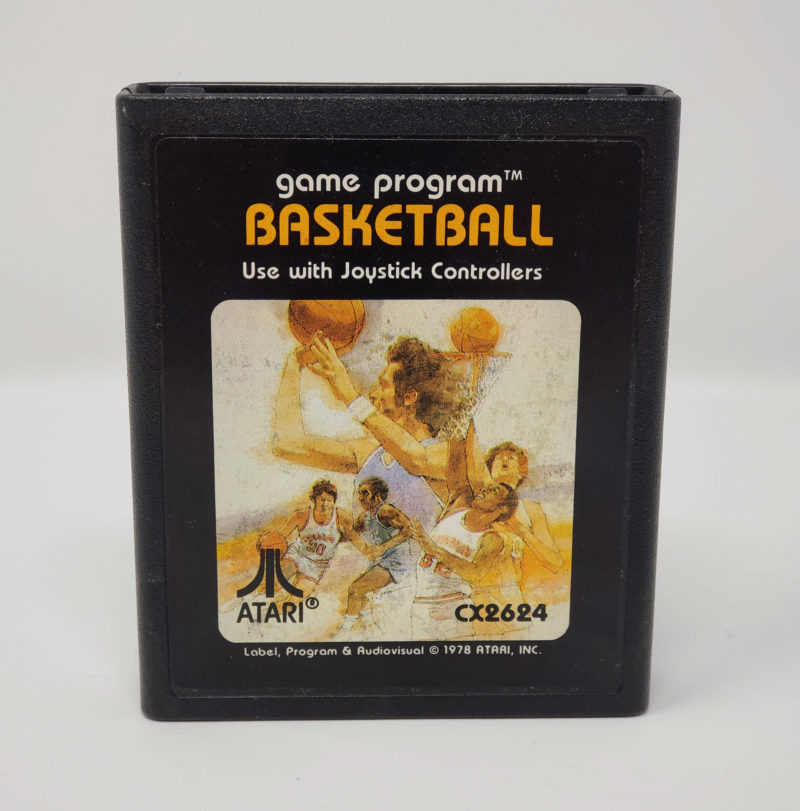 game program™
BASKETBALL
Use with Joystick Controllers
ATARI®
CX2624
Label, Program & Audiovisual © 1978 ATARI, INC.